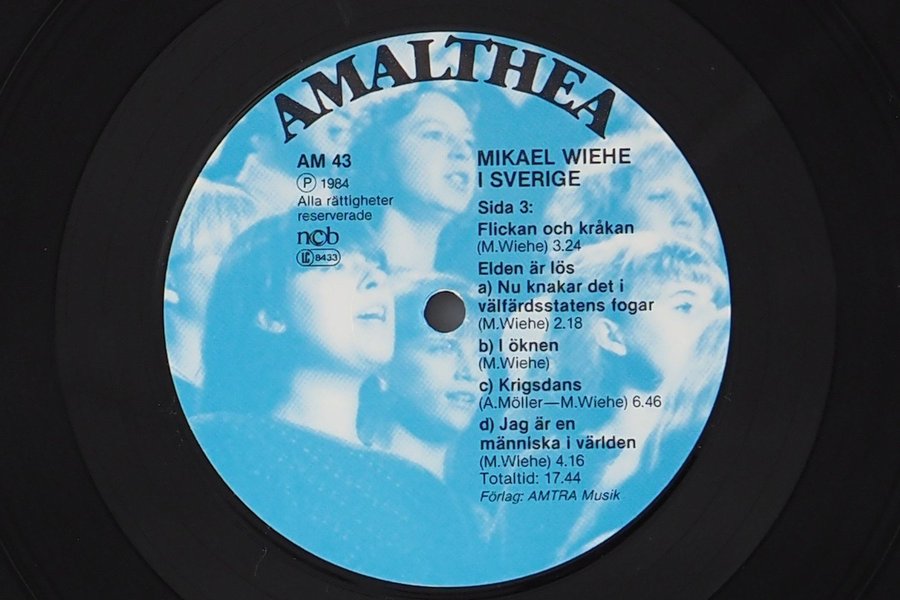 AMALTHEA
AM 43
Ⓟ 1984
Alla rättigheter
reserverade
ncb
LC 8433
MIKAEL WIEHE
I SVERIGE
Sida 3:
Flickan och kråkan
(M.Wiehe) 3.24
Elden är lös
a) Nu knakar det i
välfärdsstatens fogar
(M.Wiehe) 2.18
b) I öknen
(M.Wiehe)
c) Krigsdans
(A.Möller—M.Wiehe) 6.46
d) Jag är en
människa i världen
(M.Wiehe) 4.16
Totaltid: 17.44
Förlag: AMTRA Musik